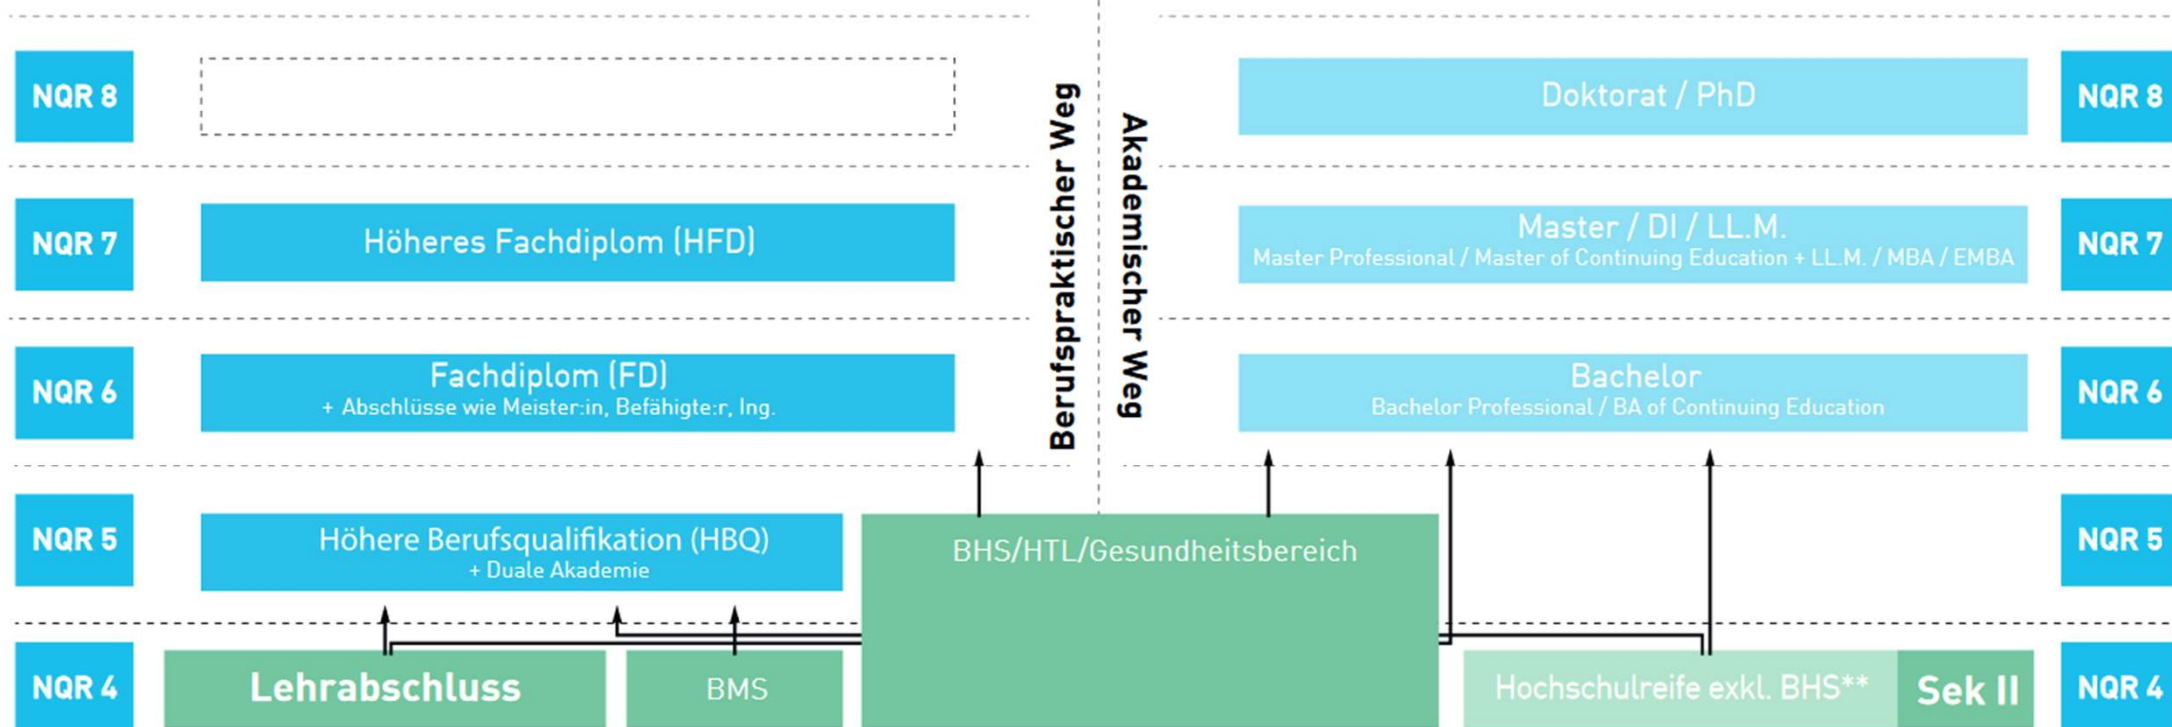 NQR 8
Berufspraktischer Weg
Akademischer Weg
Doktorat / PhD
NQR 8
NQR 7
Höheres Fachdiplom (HFD)
Master / DI / LL.M.
Master Professional / Master of Continuing Education + LL.M. / MBA / EMBA
NQR 7
NQR 6
Fachdiplom (FD)
+ Abschlüsse wie Meister:in, Befähigte:r, Ing.
Bachelor
Bachelor Professional / BA of Continuing Education
NQR 6
NQR 5
Höhere Berufsqualifikation (HBQ)
+ Duale Akademie
BHS/HTL/Gesundheitsbereich
NQR 5
NQR 4
Lehrabschluss
BMS
Hochschulreife exkl. BHS**
Sek II
NQR 4